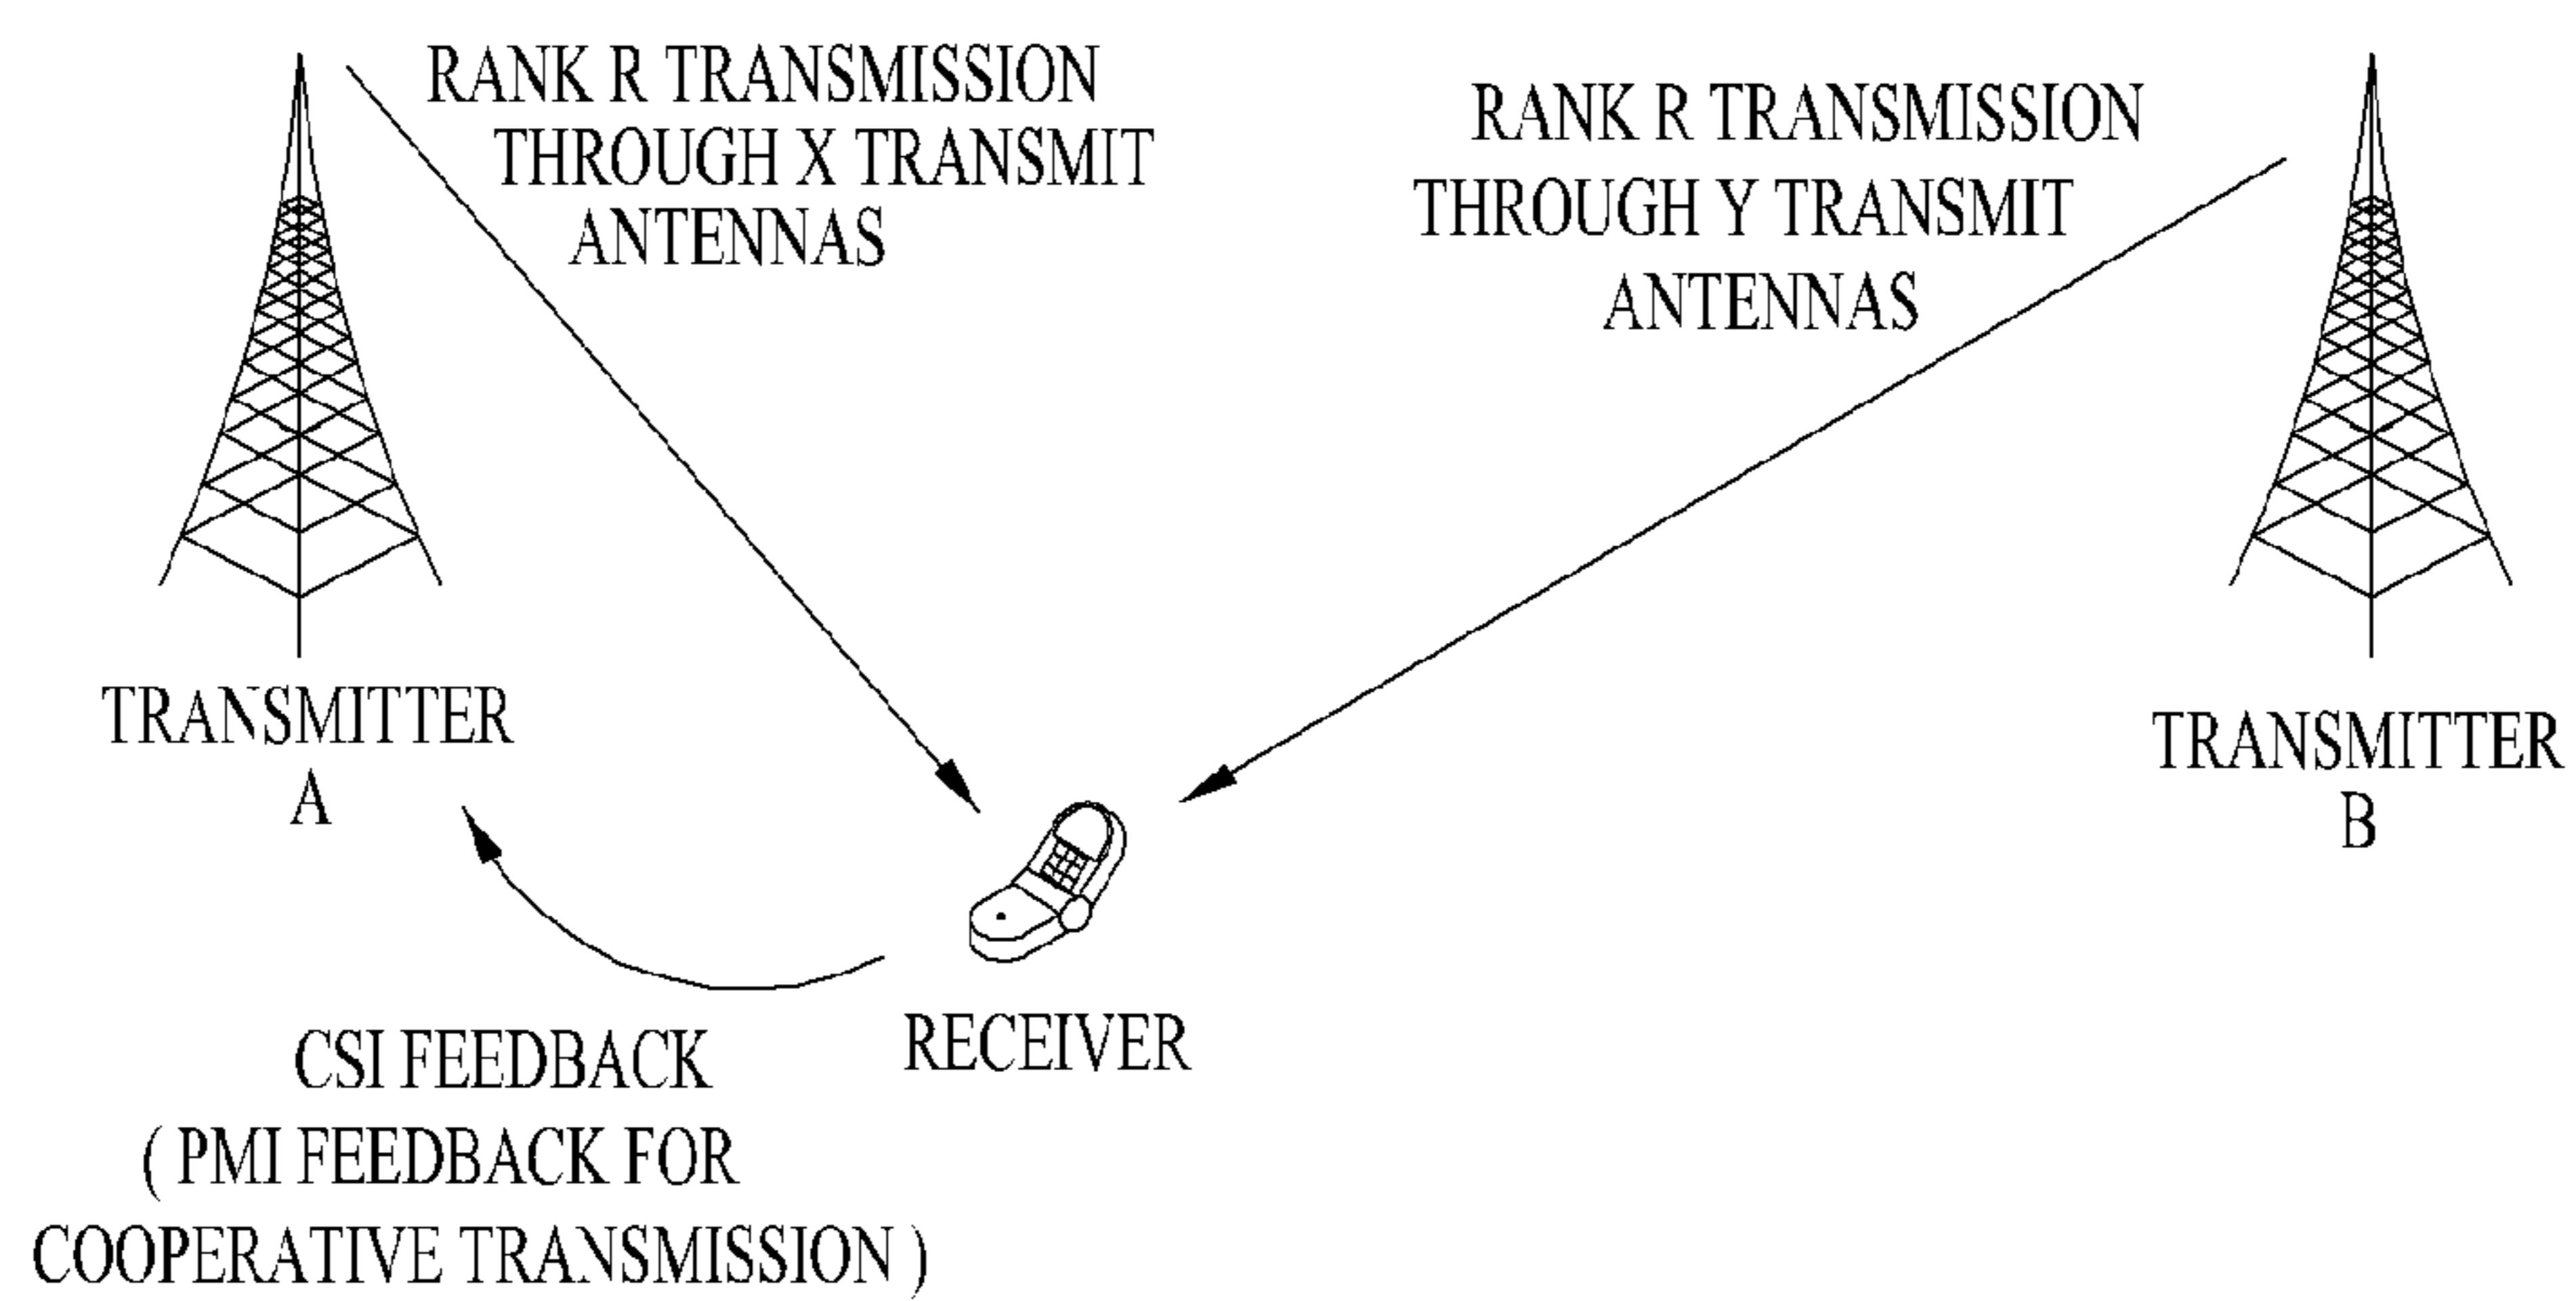 RANK R TRANSMISSION
THROUGH X TRANSMIT
ANTENNAS
RANK R TRANSMISSION
THROUGH Y TRANSMIT
ANTENNAS
TRANSMITTER
A
TRANSMITTER
B
RECEIVER
CSI FEEDBACK
( PMI FEEDBACK FOR
COOPERATIVE TRANSMISSION )